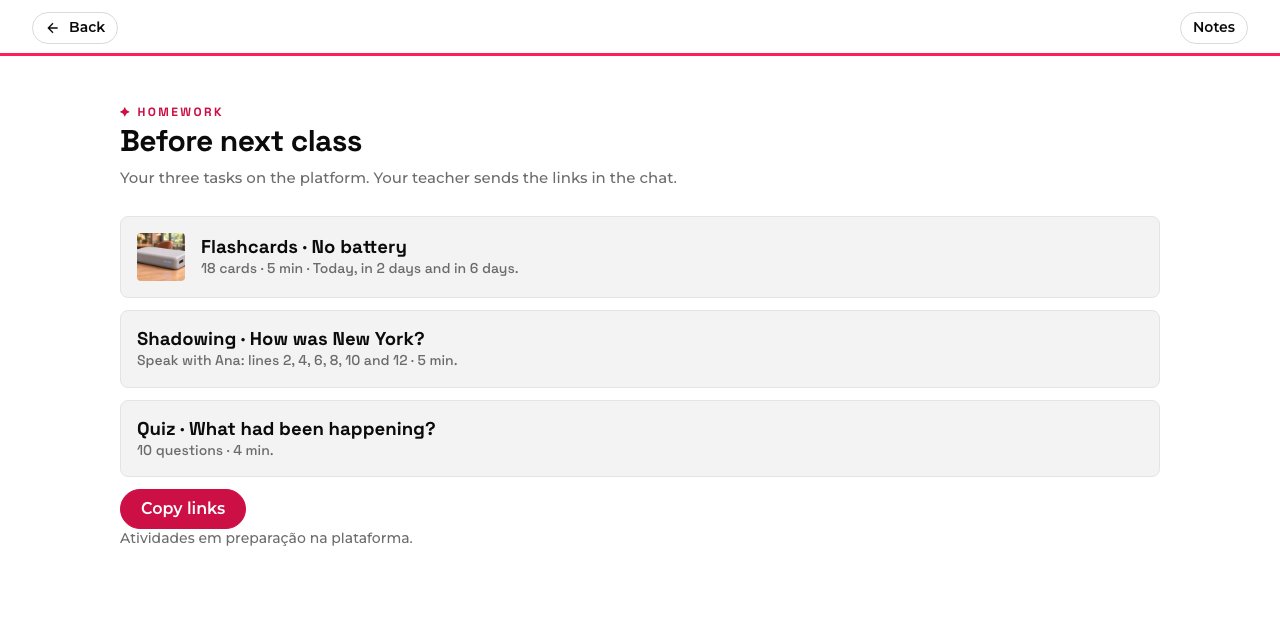 Back
Notes
HOMEWORK
Before next class
Your three tasks on the platform. Your teacher sends the links in the chat.
Flashcards · No battery
18 cards · 5 min · Today, in 2 days and in 6 days.
Shadowing · How was New York?
Speak with Ana: lines 2, 4, 6, 8, 10 and 12 · 5 min.
Quiz · What had been happening?
10 questions · 4 min.
Copy links
Atividades em preparação na plataforma.